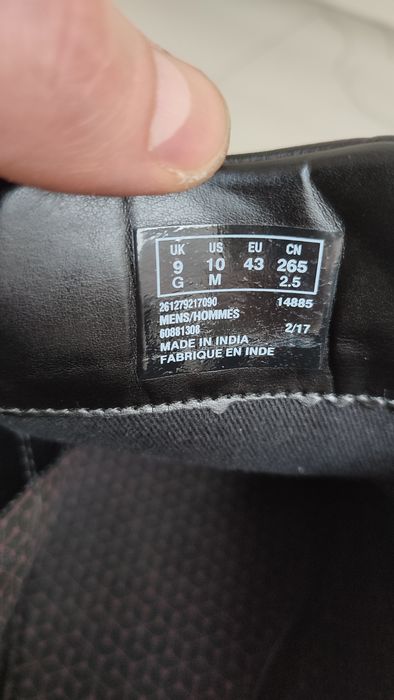 UK US EU CN
9 10 43 265
G M 2.5
261279217090 14885
MENS/HOMMES
60881308 2/17
MADE IN INDIA
FABRIQUE EN INDE